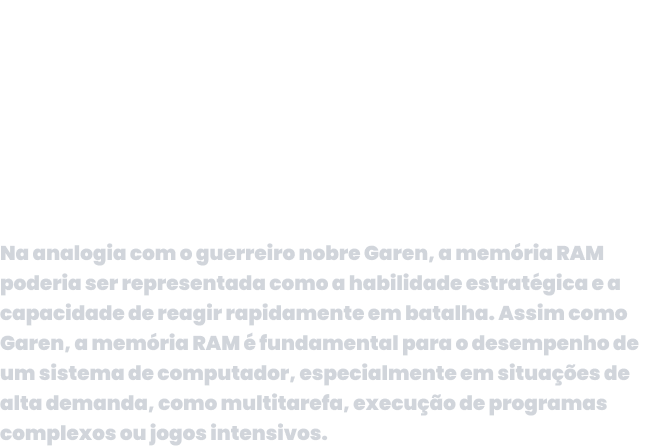 Na analogia com o guerreiro nobre Garen, a memória RAM
poderia ser representada como a habilidade estratégica e a
capacidade de reagir rapidamente em batalha. Assim como
Garen, a memória RAM é fundamental para o desempenho de
um sistema de computador, especialmente em situações de
alta demanda, como multitarefa, execução de programas
complexos ou jogos intensivos.